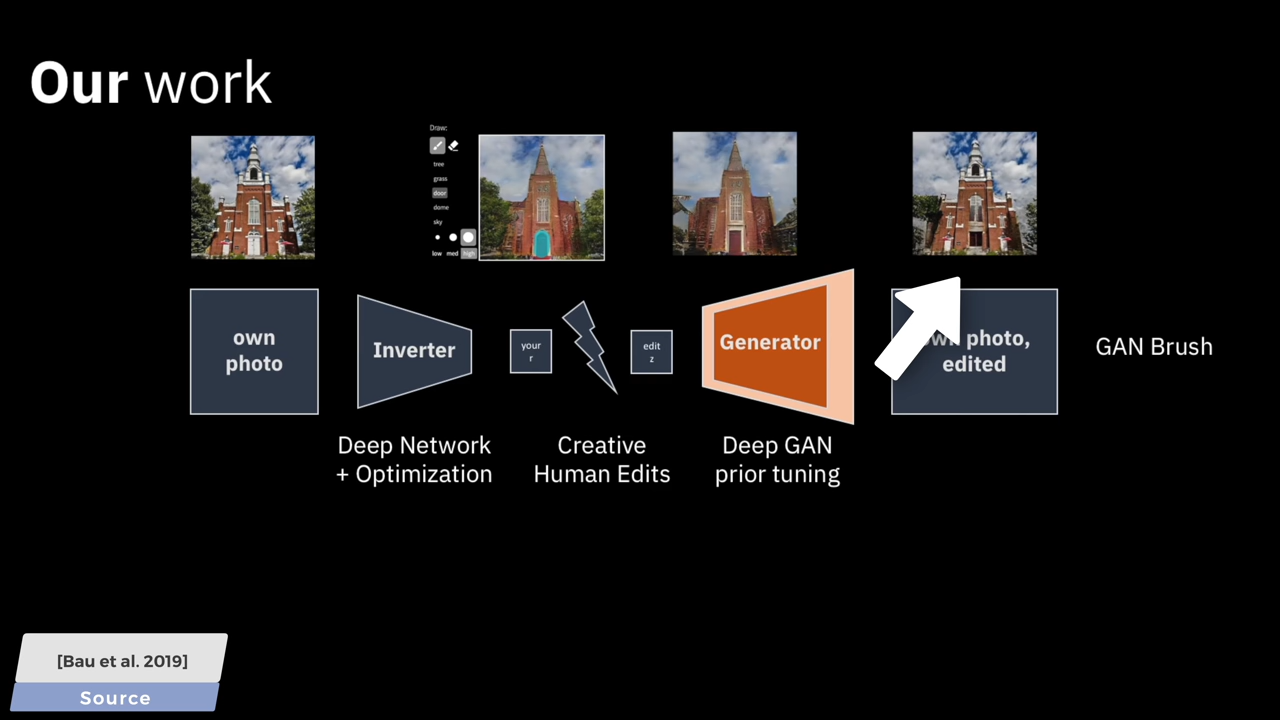 Our work
Draw:
tree
grass
door
dome
sky
low med high
own
photo
Inverter
your
r
edit
z
Generator
photo,
edited
GAN Brush
Deep Network
+ Optimization
Creative
Human Edits
Deep GAN
prior tuning
[Bau et al. 2019]
Source